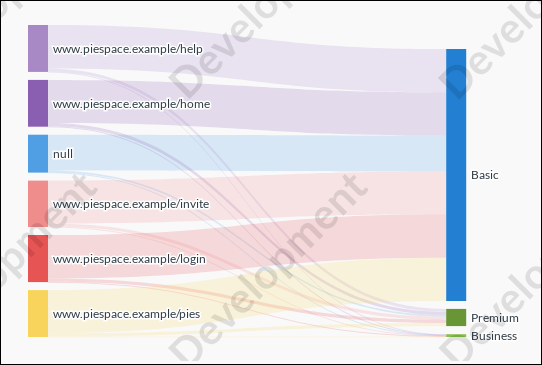 www.piespace.example/help
www.piespace.example/home
null
www.piespace.example/invite
www.piespace.example/login
www.piespace.example/pies
Basic
Premium
Business
Development
Development
Development
Development
Development